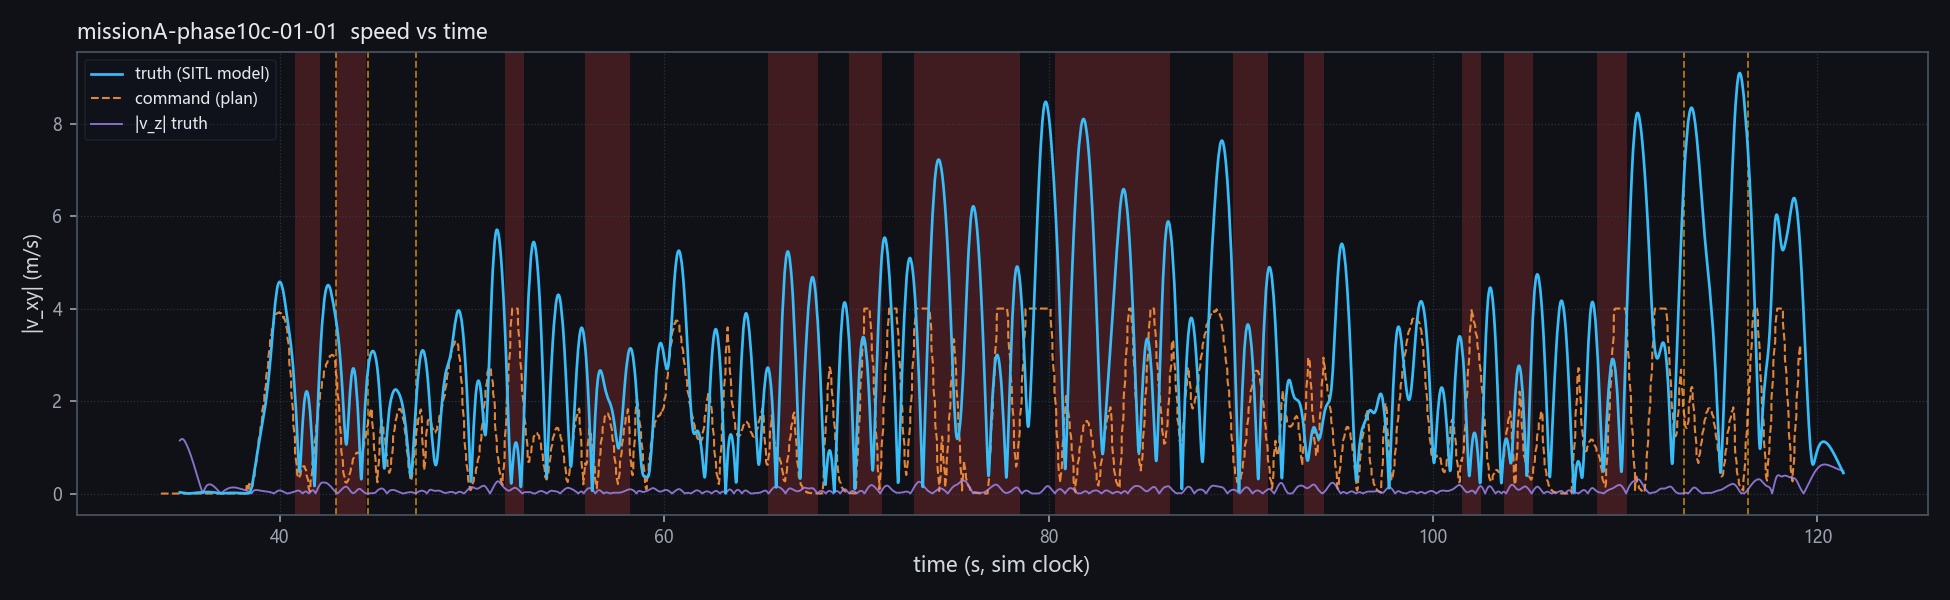 missionA-phase10c-01-01 speed vs time
truth (SITL model)
command (plan)
|v_z| truth
|v_xy| (m/s)
8
6
4
2
0
40
60
80
100
120
time (s, sim clock)